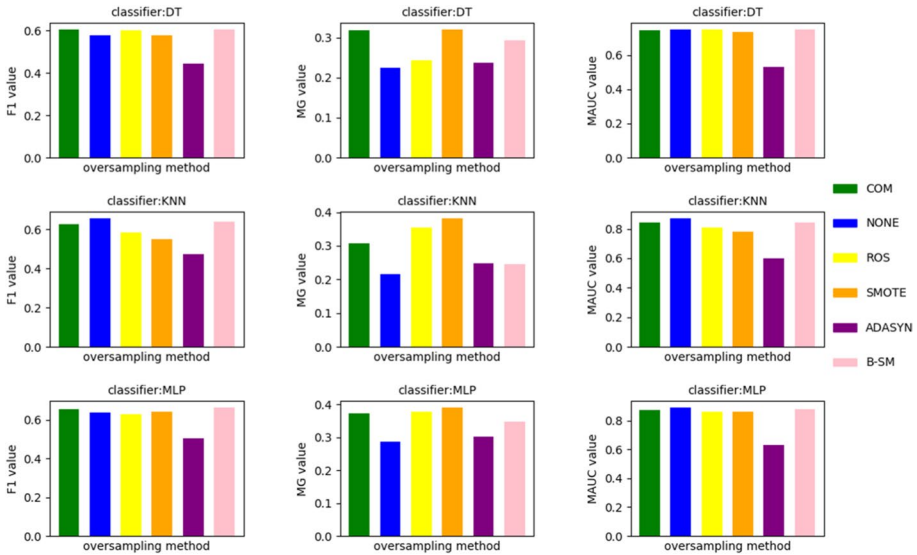 classifier:DT
F1 value
0.6
0.4
0.2
0.0
oversampling method
classifier:DT
MG value
0.3
0.2
0.1
0.0
oversampling method
classifier:DT
MAUC value
0.6
0.4
0.2
0.0
oversampling method
classifier:KNN
F1 value
0.6
0.4
0.2
0.0
oversampling method
classifier:KNN
MG value
0.4
0.3
0.2
0.1
0.0
oversampling method
classifier:KNN
MAUC value
0.8
0.6
0.4
0.2
0.0
oversampling method
classifier:MLP
F1 value
0.6
0.4
0.2
0.0
oversampling method
classifier:MLP
MG value
0.4
0.3
0.2
0.1
0.0
oversampling method
classifier:MLP
MAUC value
0.8
0.6
0.4
0.2
0.0
oversampling method
COM
NONE
ROS
SMOTE
ADASYN
B-SM